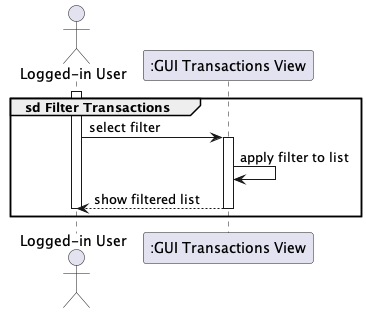 Logged-in User
:GUI Transactions View
sd Filter Transactions
select filter
apply filter to list
show filtered list
Logged-in User
:GUI Transactions View